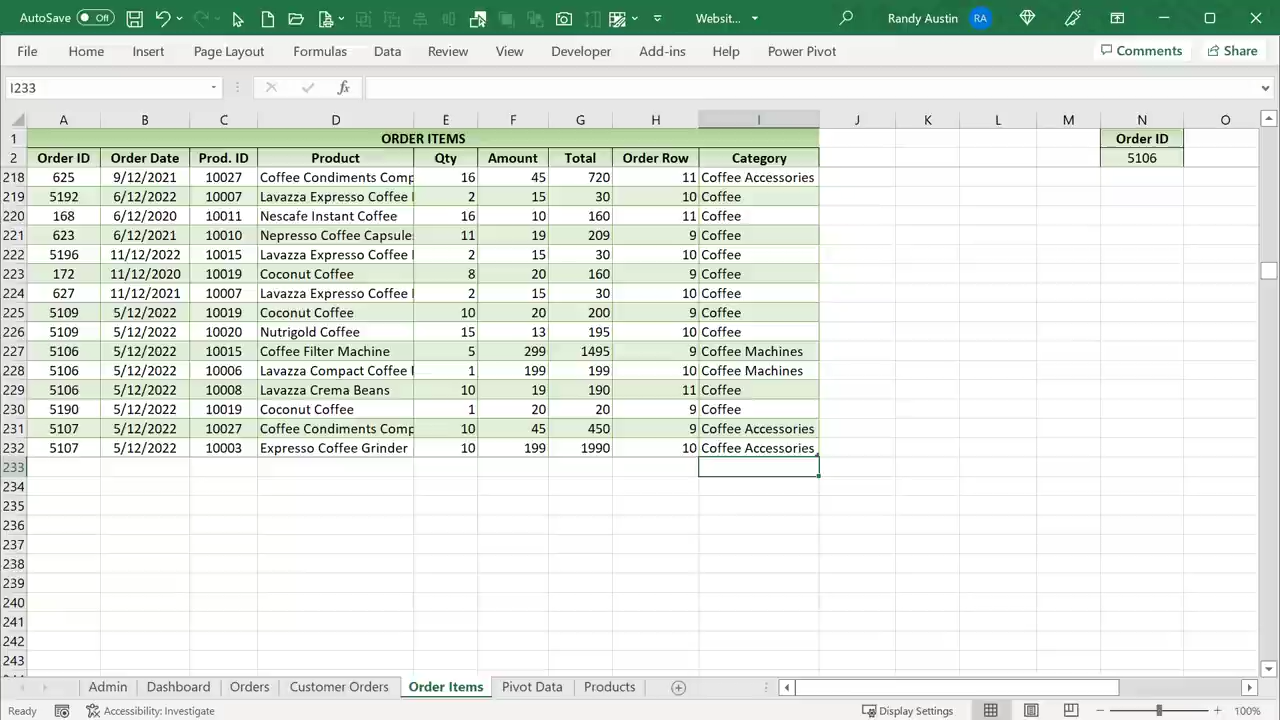 AutoSave Off Websit... Randy Austin RA
File Home Insert Page Layout Formulas Data Review View Developer Add-ins Help Power Pivot Comments Share
I233 fx
A B C D E F G H I J K L M N O
1 ORDER ITEMS Order ID
2 Order ID Order Date Prod. ID Product Qty Amount Total Order Row Category 5106
218 625 9/12/2021 10027 Coffee Condiments Comp 16 45 720 11 Coffee Accessories
219 5192 6/12/2022 10007 Lavazza Expresso Coffee 2 15 30 10 Coffee
220 168 6/12/2020 10011 Nescafe Instant Coffee 16 10 160 11 Coffee
221 623 6/12/2021 10010 Nepresso Coffee Capsule 11 19 209 9 Coffee
222 5196 11/12/2022 10015 Lavazza Expresso Coffee 2 15 30 10 Coffee
223 172 11/12/2020 10019 Coconut Coffee 8 20 160 9 Coffee
224 627 11/12/2021 10007 Lavazza Expresso Coffee 2 15 30 10 Coffee
225 5109 5/12/2022 10019 Coconut Coffee 10 20 200 9 Coffee
226 5109 5/12/2022 10020 Nutrigold Coffee 15 13 195 10 Coffee
227 5106 5/12/2022 10015 Coffee Filter Machine 5 299 1495 9 Coffee Machines
228 5106 5/12/2022 10006 Lavazza Compact Coffee 1 199 199 10 Coffee Machines
229 5106 5/12/2022 10008 Lavazza Crema Beans 10 19 190 11 Coffee
230 5190 5/12/2022 10019 Coconut Coffee 1 20 20 9 Coffee
231 5107 5/12/2022 10027 Coffee Condiments Comp 10 45 450 9 Coffee Accessories
232 5107 5/12/2022 10003 Expresso Coffee Grinder 10 199 1990 10 Coffee Accessories
233
234
235
236
237
238
239
240
241
242
243
Admin Dashboard Orders Customer Orders Order Items Pivot Data Products
Ready Accessibility: Investigate Display Settings 100%